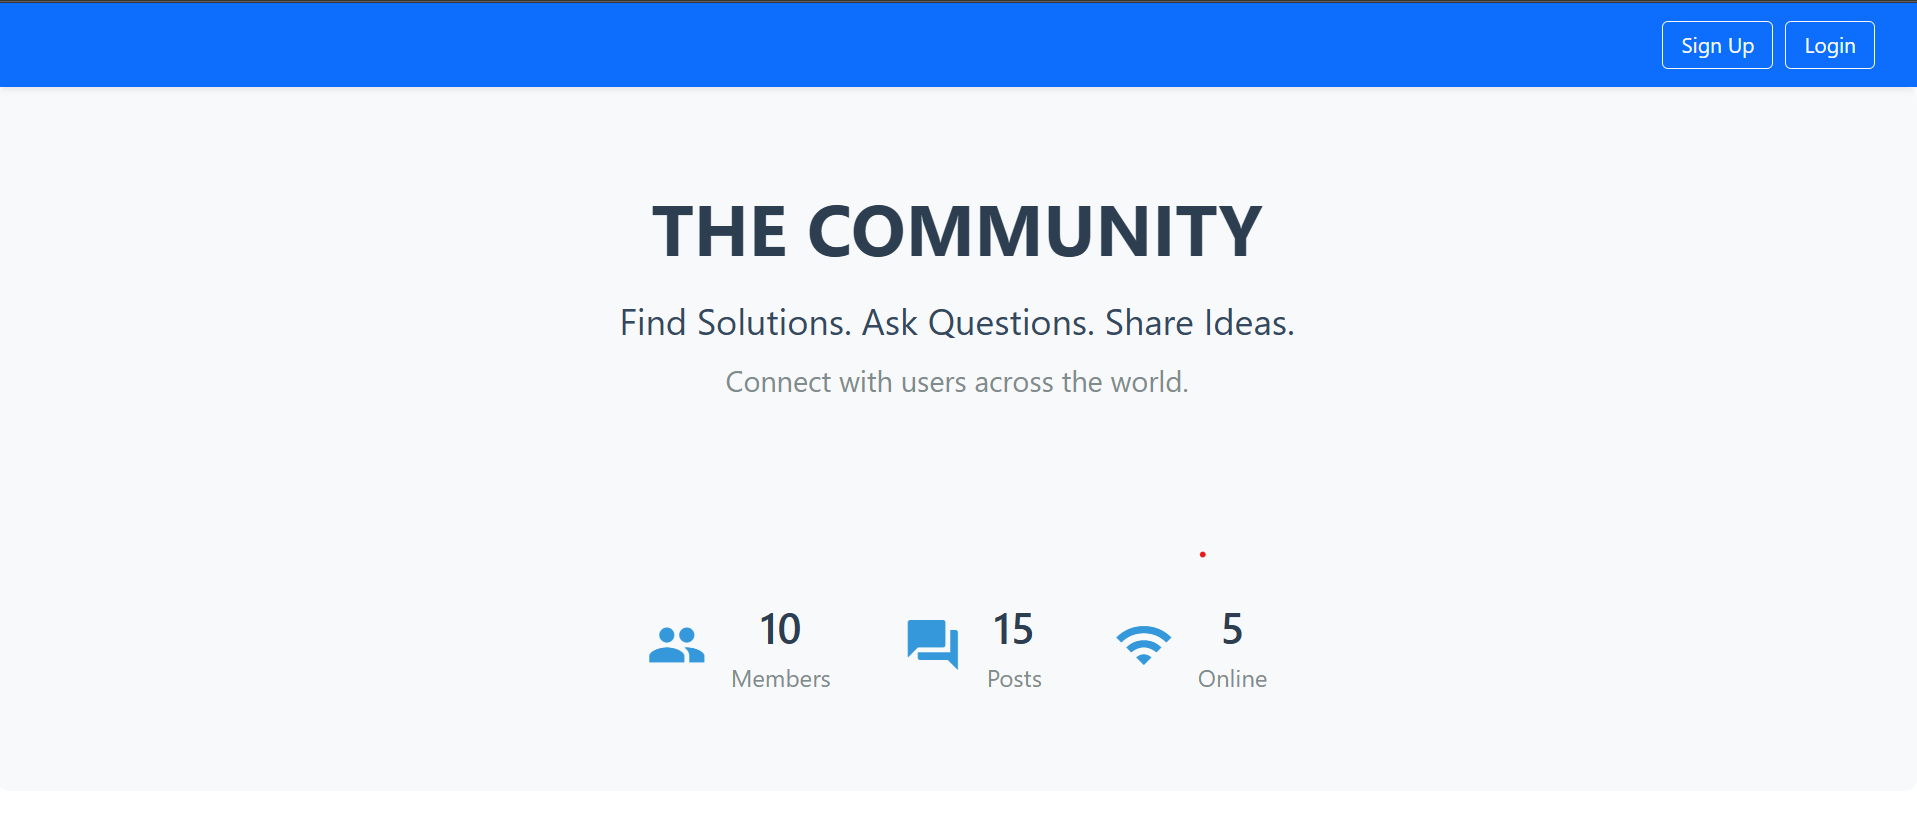 Sign Up Login
THE COMMUNITY
Find Solutions. Ask Questions. Share Ideas.
Connect with users across the world.
10 15 5
Members Posts Online